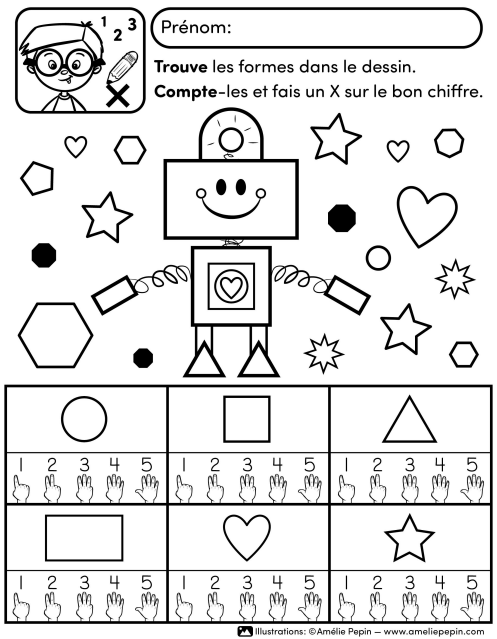 1 2 3
Prénom:
Trouve les formes dans le dessin.
Compte-les et fais un X sur le bon chiffre.
1 2 3 4 5
1 2 3 4 5
1 2 3 4 5
1 2 3 4 5
1 2 3 4 5
1 2 3 4 5
Illustrations: ©Amélie Pepin — www.ameliepepin.com